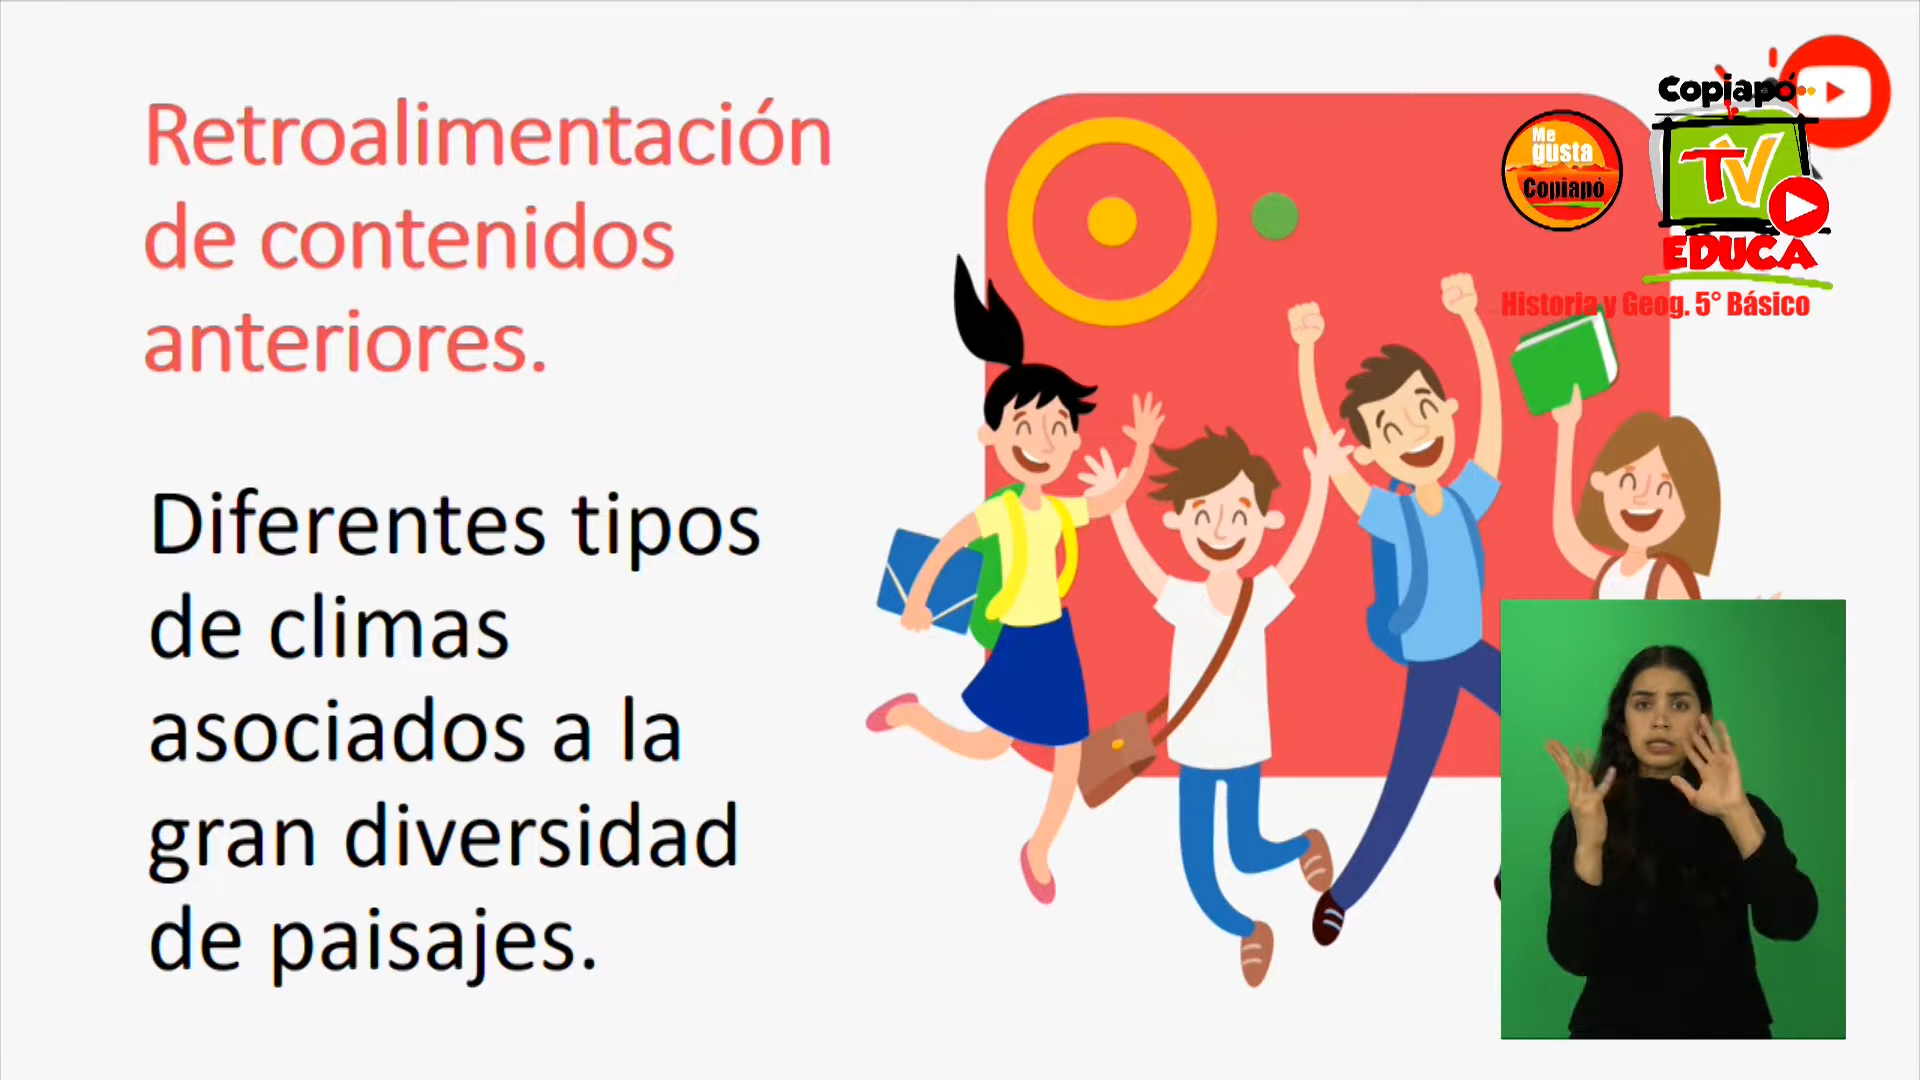 Retroalimentación
de contenidos
anteriores.
Diferentes tipos
de climas
asociados a la
gran diversidad
de paisajes.
Me
gusta
Copiapó
Copiapó
TV
EDUCA
Historia y Geog. 5° Básico